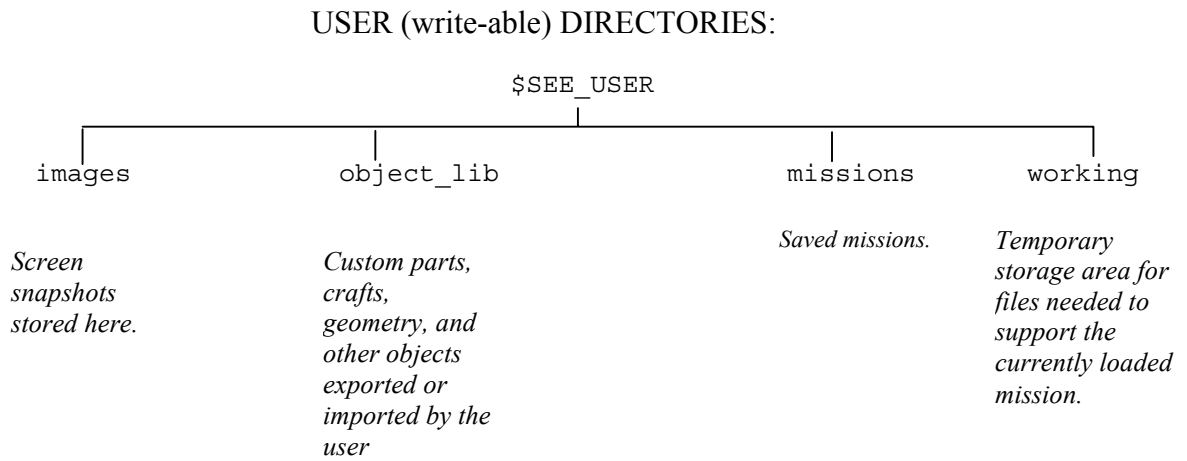 USER (write-able) DIRECTORIES:
$SEE_USER
images
object_lib
missions
working
Screen
snapshots
stored here.
Custom parts,
crafts,
geometry, and
other objects
exported or
imported by the
user
Saved missions.
Temporary
storage area for
files needed to
support the
currently loaded
mission.